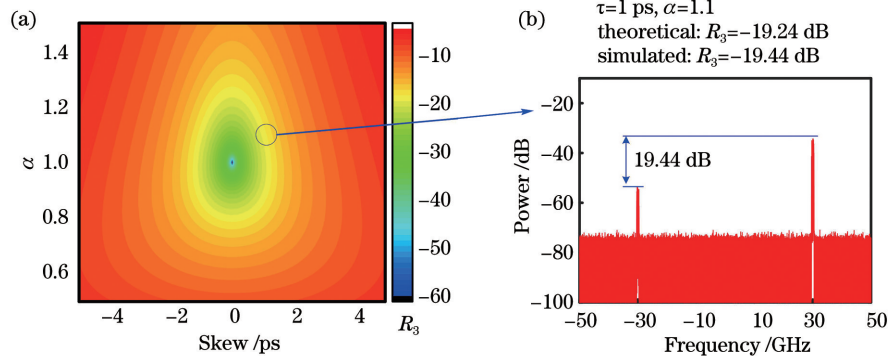 (a)
α
1.4
1.2
1.0
0.8
0.6
−4 −2 0 2 4
Skew /ps
−10
−20
−30
−40
−50
−60
R₃
(b)
τ=1 ps, α=1.1
theoretical: R₃=−19.24 dB
simulated: R₃=−19.44 dB
Power /dB
−20
−40
−60
−80
−100
19.44 dB
−50 −30 −10 10 30 50
Frequency /GHz